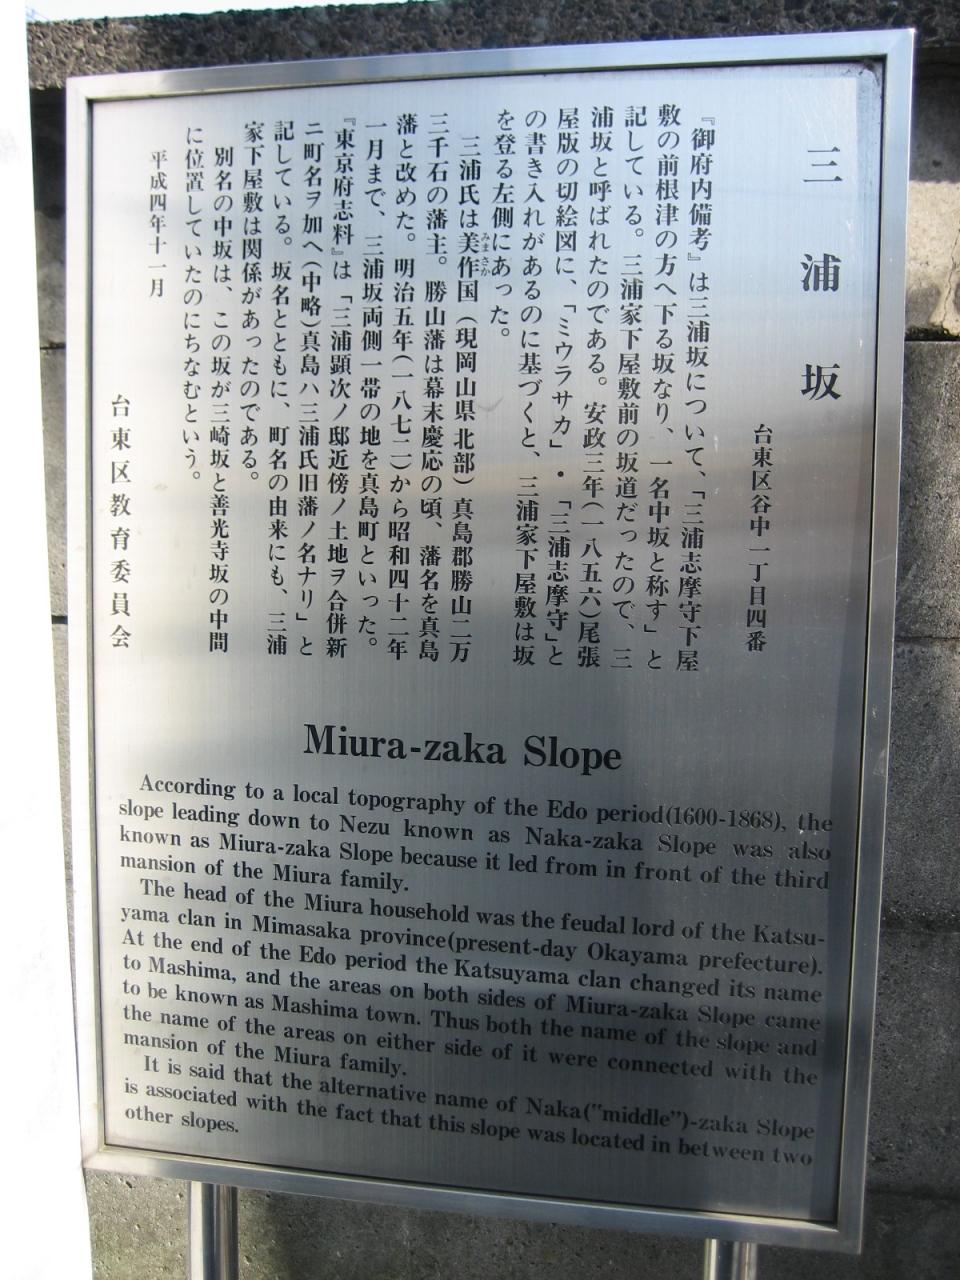 三浦坂
台東区谷中一丁目四番
『御府内備考』は三浦坂について、「三浦志摩守下屋
敷の前根津の方へ下る坂なり、一名中坂と称す」と
記している。三浦家下屋敷前の坂道だったので、三
浦坂と呼ばれたのである。安政三年(一八五六)尾張
屋版の切絵図に、「ミウラサカ」・「三浦志摩守」と
の書き入れがあるのに基づくと、三浦家下屋敷は坂
を登る左側にあった。
三浦氏は美作国(現岡山県北部)真島郡勝山二万
みまさか
三千石の藩主。勝山藩は幕末慶応の頃、藩名を真島
藩と改めた。明治五年(一八七二)から昭和四十二年
一月まで、三浦坂両側一帯の地を真島町といった。
『東京府志料』は「三浦顕次ノ邸近傍ノ土地ヲ合併新
ニ町名ヲ加ヘ(中略)真島ハ三浦氏旧藩ノ名ナリ」と
記している。坂名とともに、町名の由来にも、三浦
家下屋敷は関係があったのである。
別名の中坂は、この坂が三崎坂と善光寺坂の中間
に位置していたのにちなむという。
平成四年十一月
台東区教育委員会
Miura-zaka Slope
According to a local topography of the Edo period(1600-1868), the
slope leading down to Nezu known as Naka-zaka Slope was also
known as Miura-zaka Slope because it led from in front of the third
mansion of the Miura family.
The head of the Miura household was the feudal lord of the Katsu-
yama clan in Mimasaka province(present-day Okayama prefecture).
At the end of the Edo period the Katsuyama clan changed its name
to Mashima, and the areas on both sides of Miura-zaka Slope came
to be known as Mashima town. Thus both the name of the slope and
the name of the areas on either side of it were connected with the
mansion of the Miura family.
It is said that the alternative name of Naka("middle")-zaka Slope
is associated with the fact that this slope was located in between two
other slopes.